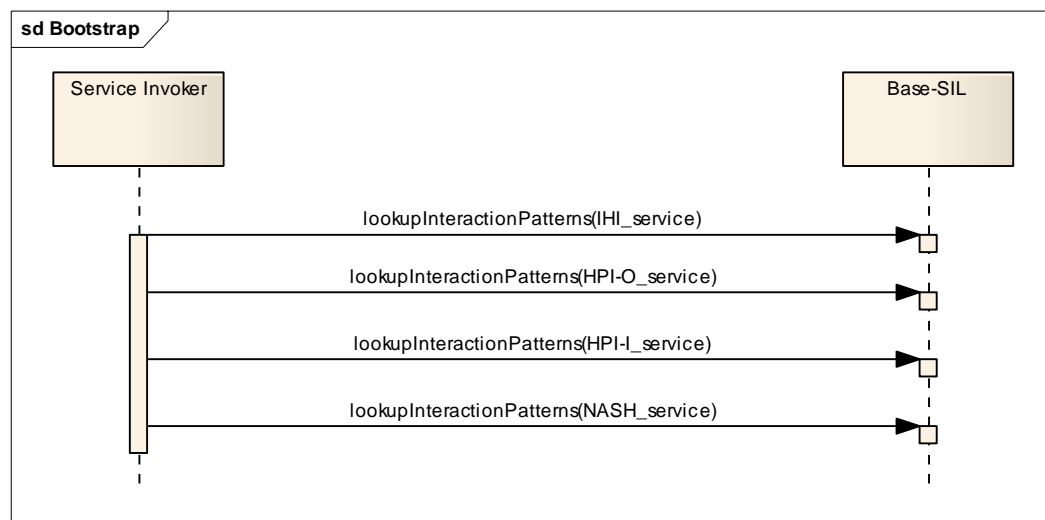 sd Bootstrap
Service Invoker
Base-SIL
lookupInteractionPatterns(IHI_service)
lookupInteractionPatterns(HPI-O_service)
lookupInteractionPatterns(HPI-I_service)
lookupInteractionPatterns(NASH_service)